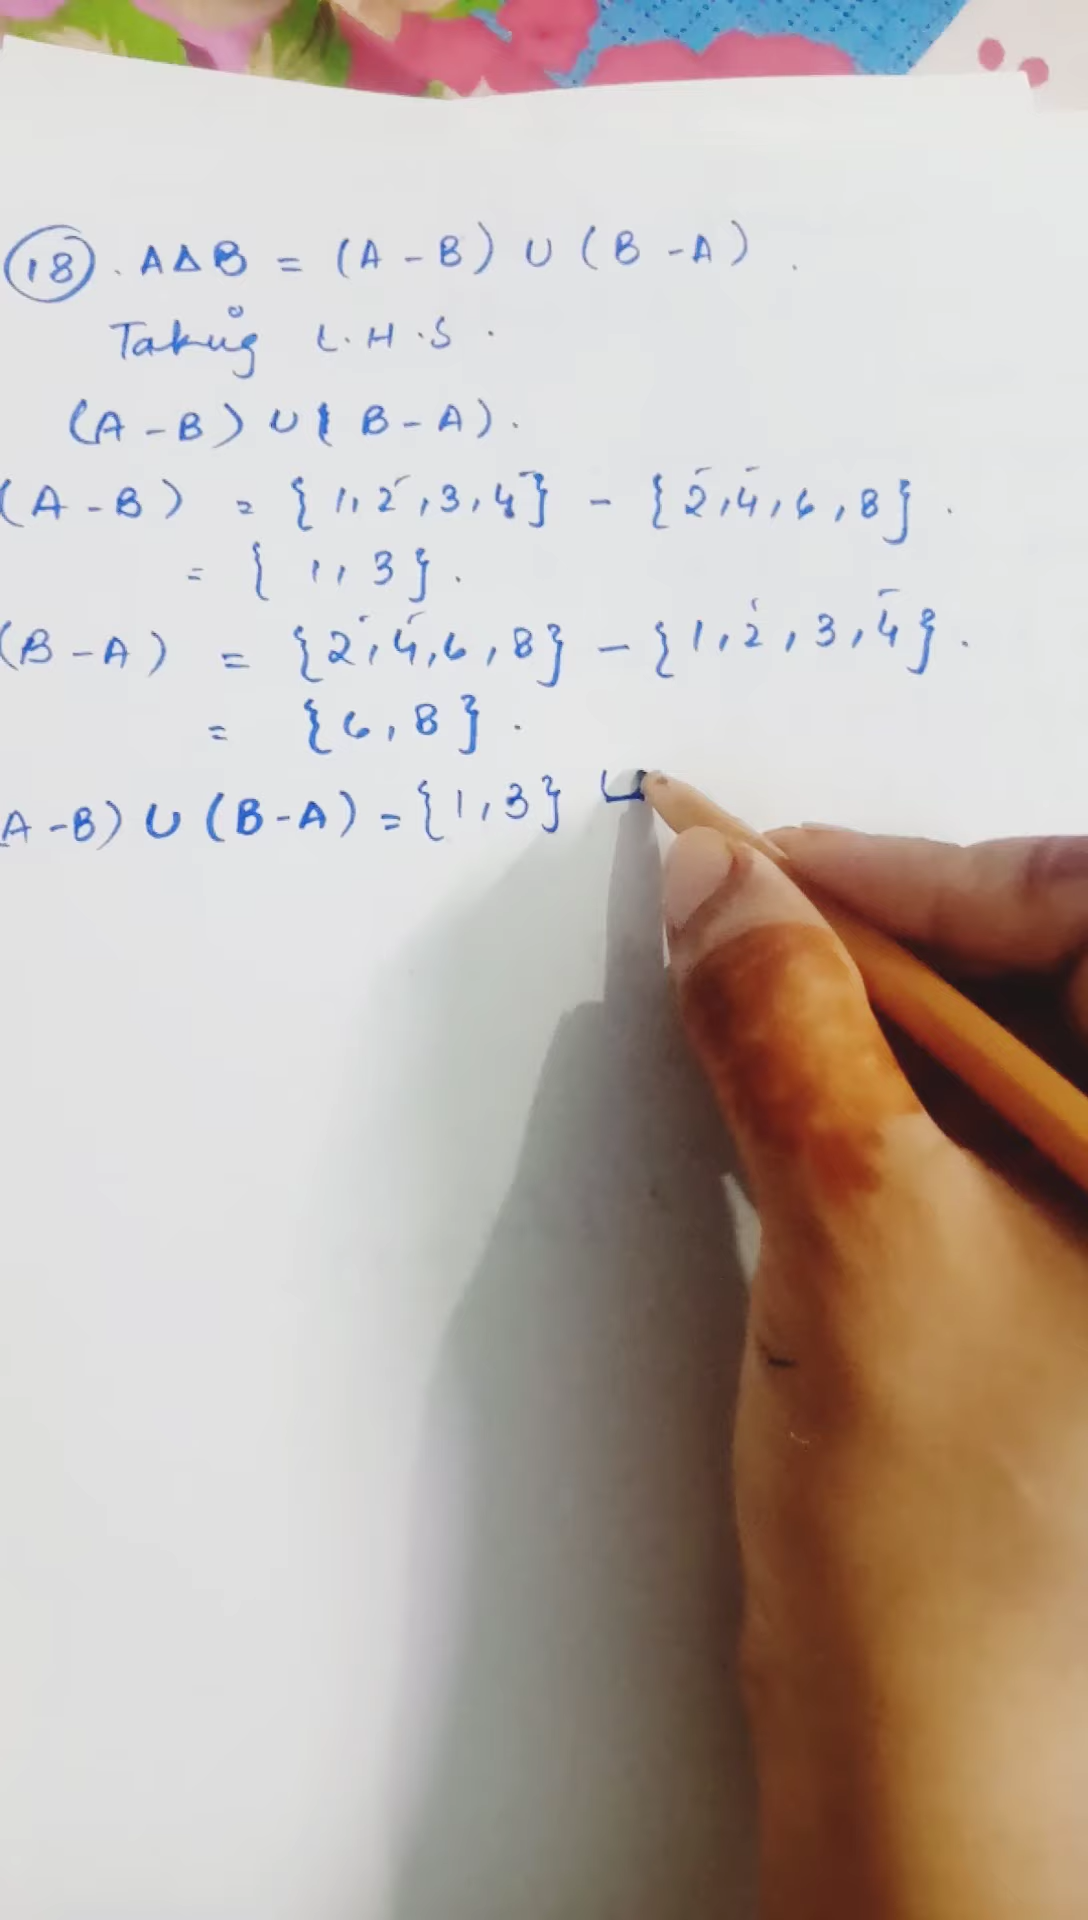 18. A∆B = (A - B) ∪ (B - A).
Taking L.H.S.
(A - B) ∪ ( B - A).
(A - B) = { 1, 2, 3, 4} - {2, 4, 6, 8}.
= { 1, 3}.
(B - A) = {2, 4, 6, 8} - {1, 2, 3, 4}.
= {6, 8}.
A - B) ∪ (B - A) = {1, 3} ∪